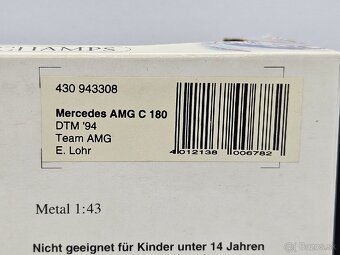 CHAMPS
430 943308
Mercedes AMG C 180
DTM '94
Team AMG
E. Lohr
4 012138 006782
Metal 1:43
Nicht geeignet für Kinder unter 14 Jahren